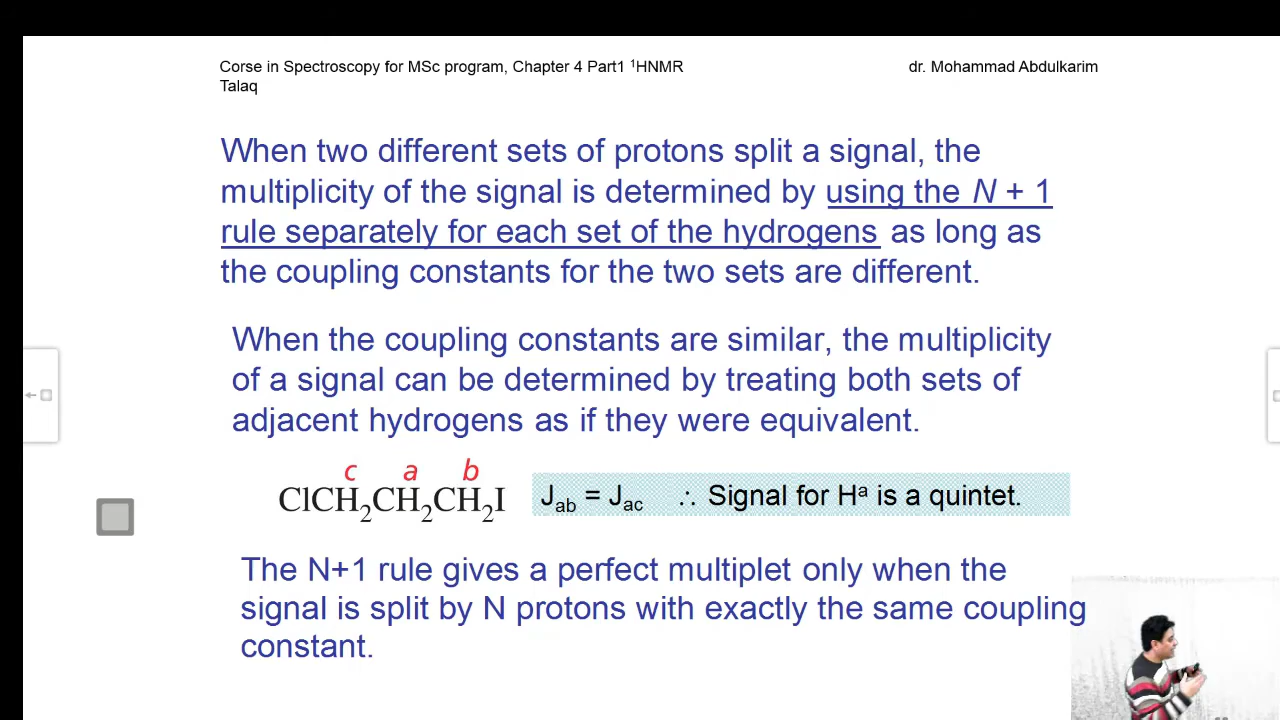 Corse in Spectroscopy for MSc program, Chapter 4 Part1 ¹HNMR dr. Mohammad Abdulkarim
Talaq
When two different sets of protons split a signal, the
multiplicity of the signal is determined by using the N + 1
rule separately for each set of the hydrogens as long as
the coupling constants for the two sets are different.
When the coupling constants are similar, the multiplicity
of a signal can be determined by treating both sets of
adjacent hydrogens as if they were equivalent.
c a b
ClCH₂CH₂CH₂I
J_ab = J_ac ∴ Signal for Hᵃ is a quintet.
The N+1 rule gives a perfect multiplet only when the
signal is split by N protons with exactly the same coupling
constant.